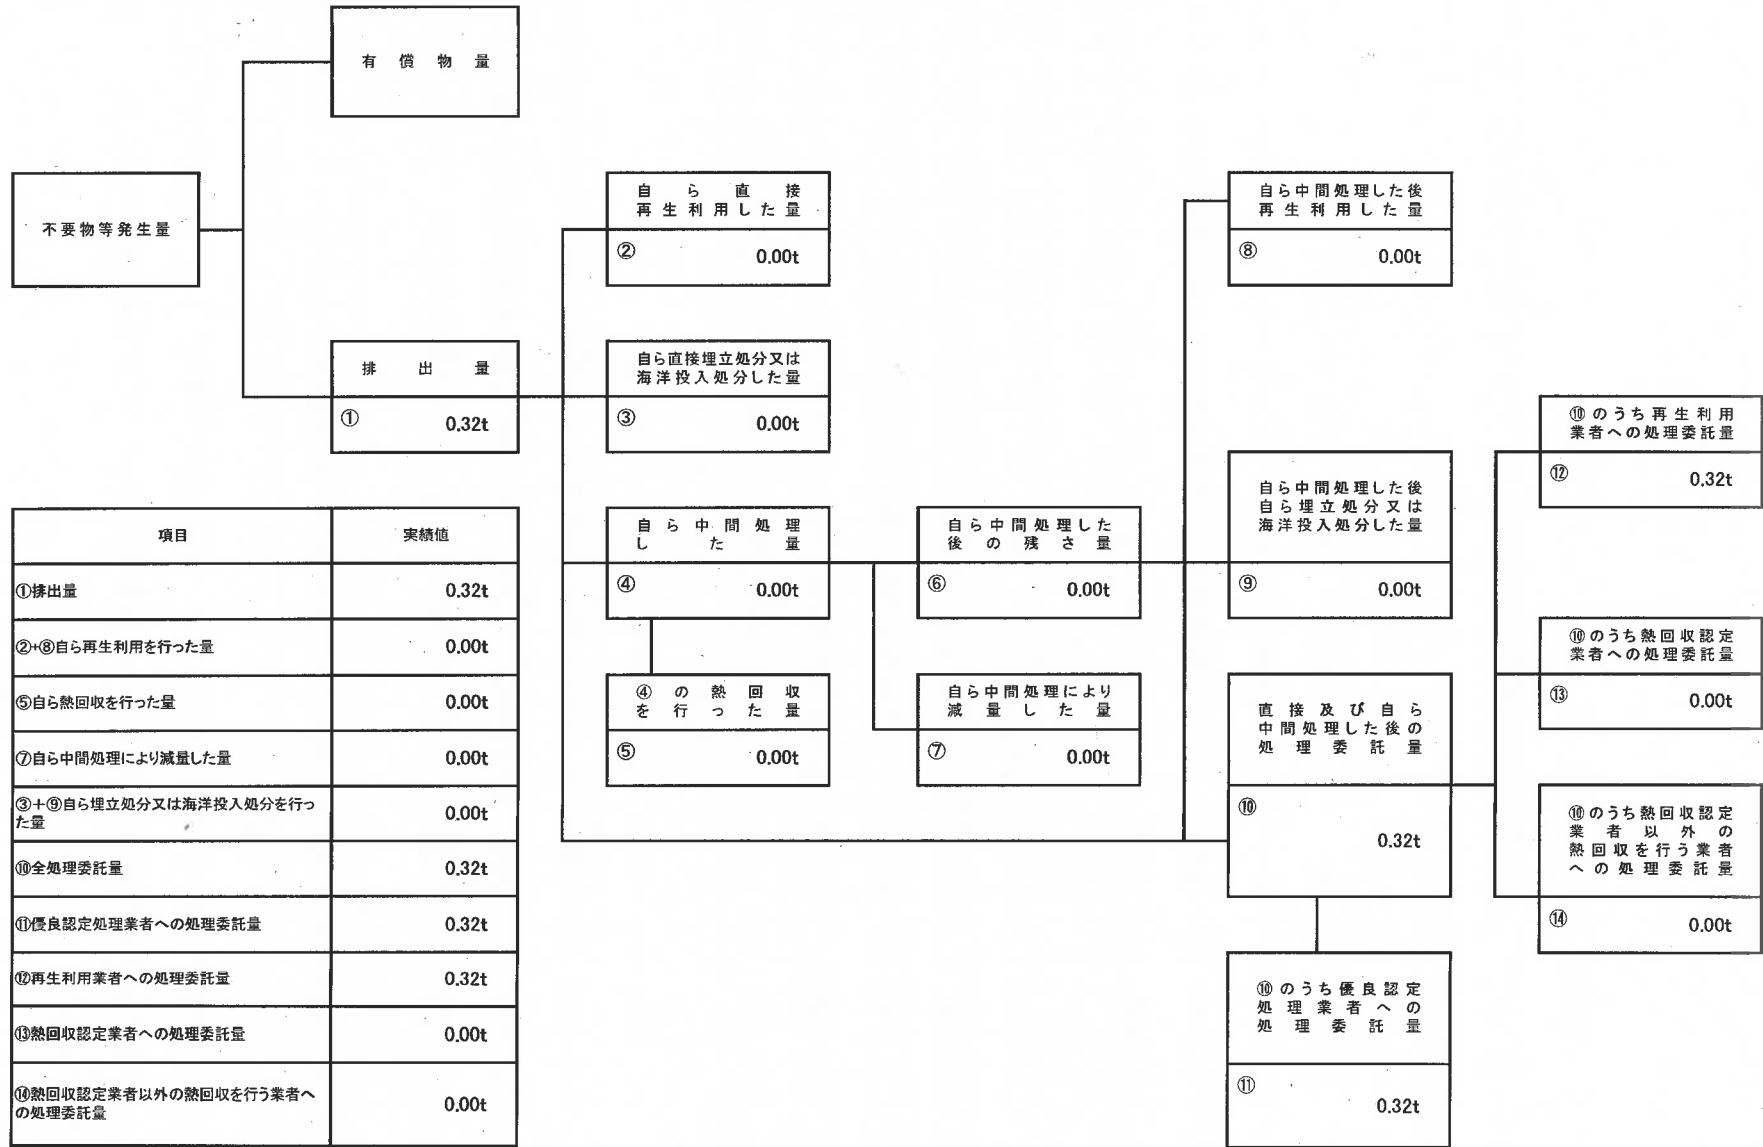 有償物量
不要物等発生量
排出量
① 0.32t
自ら直接
再生利用した量
② 0.00t
自ら直接埋立処分又は
海洋投入処分した量
③ 0.00t
自ら中間処理
した量
④ 0.00t
④の熱回収
を行った量
⑤ 0.00t
自ら中間処理した
後の残さ量
⑥ 0.00t
自ら中間処理により
減量した量
⑦ 0.00t
自ら中間処理した後
再生利用した量
⑧ 0.00t
自ら中間処理した後
自ら埋立処分又は
海洋投入処分した量
⑨ 0.00t
直接及び自ら
中間処理した後の
処理委託量
⑩
0.32t
⑩のうち優良認定
処理業者への
処理委託量
⑪
0.32t
⑩のうち再生利用
業者への処理委託量
⑫ 0.32t
⑩のうち熱回収認定
業者への処理委託量
⑬ 0.00t
⑩のうち熱回収認定
業者以外の
熱回収を行う業者
への処理委託量
⑭ 0.00t
項目 実績値
①排出量 0.32t
②+⑧自ら再生利用を行った量 0.00t
⑤自ら熱回収を行った量 0.00t
⑦自ら中間処理により減量した量 0.00t
③+⑨自ら埋立処分又は海洋投入処分を行っ
た量 0.00t
⑩全処理委託量 0.32t
⑪優良認定処理業者への処理委託量 0.32t
⑫再生利用業者への処理委託量 0.32t
⑬熱回収認定業者への処理委託量 0.00t
⑭熱回収認定業者以外の熱回収を行う業者へ
の処理委託量 0.00t